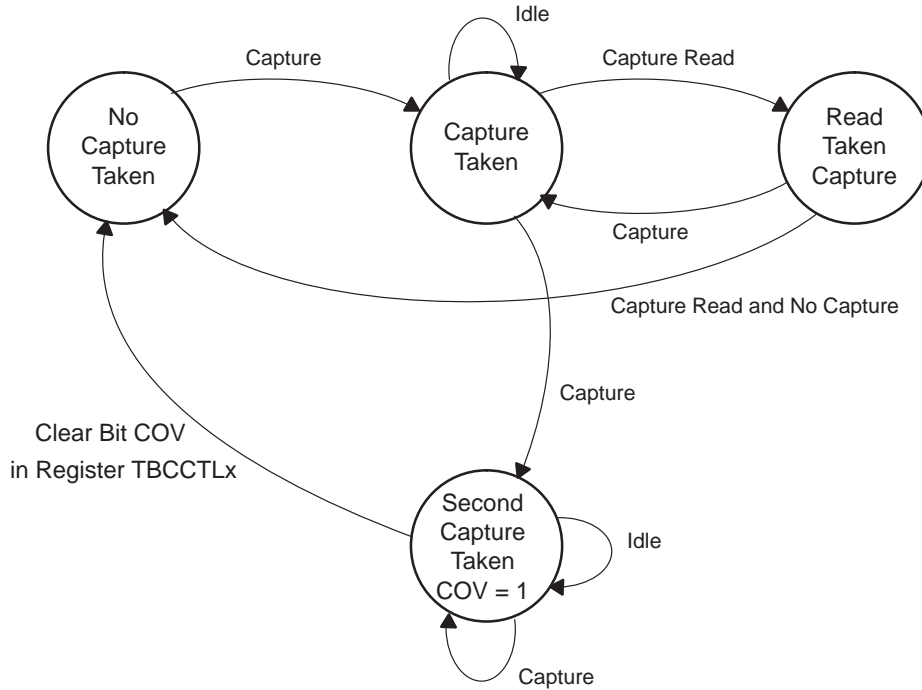 Idle
Capture
Capture Read
No
Capture
Taken
Capture
Taken
Read
Taken
Capture
Capture
Capture Read and No Capture
Capture
Clear Bit COV
in Register TBCCTLx
Second
Capture
Taken
COV = 1
Idle
Capture